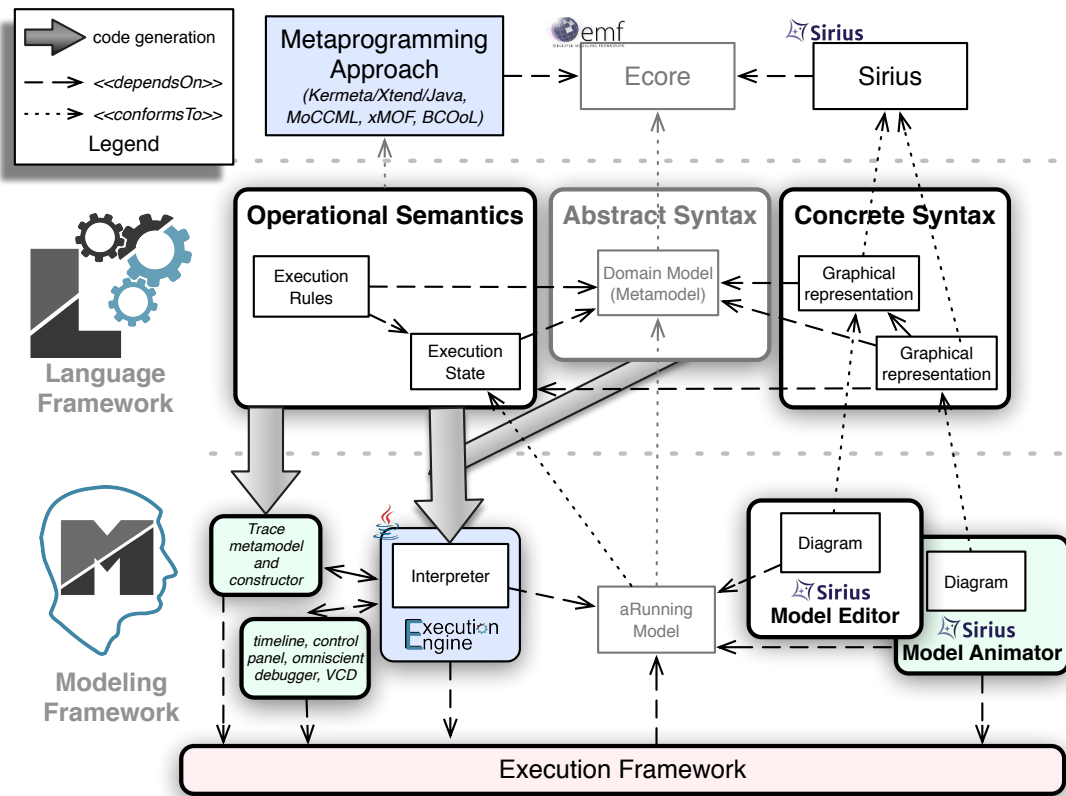 code generation
<<dependsOn>>
<<conformsTo>>
Legend
Metaprogramming
Approach
(Kermeta/Xtend/Java,
MoCCML, xMOF, BCOoL)
emf
Ecore
Sirius
Sirius
Operational Semantics
Execution
Rules
Execution
State
Abstract Syntax
Domain Model
(Metamodel)
Concrete Syntax
Graphical
representation
Graphical
representation
Language
Framework
Trace
metamodel
and
constructor
Interpreter
Execution
Engine
timeline, control
panel, omniscient
debugger, VCD
aRunning
Model
Diagram
Sirius
Model Editor
Diagram
Sirius
Model Animator
M
Modeling
Framework
Execution Framework